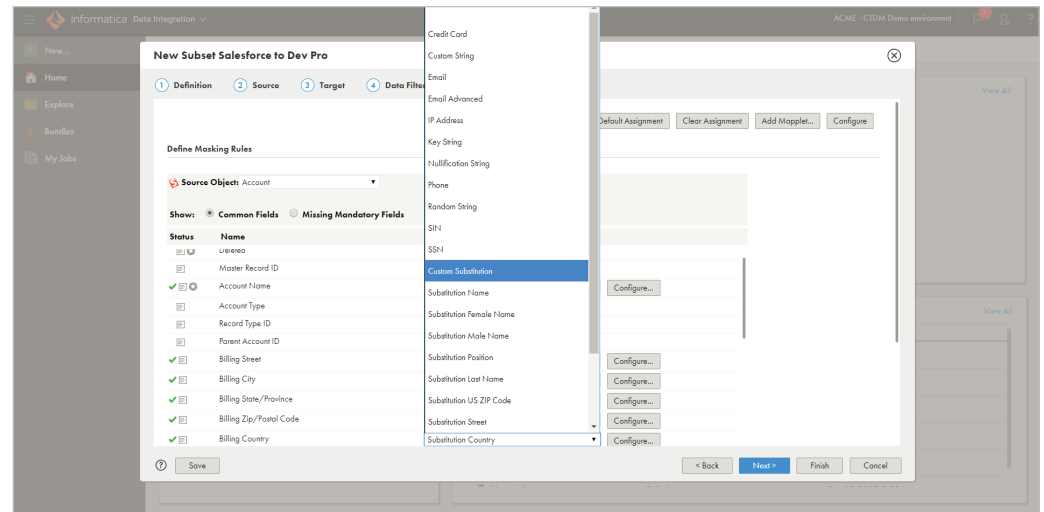 Informatica Data Integration
ACME - CTDM Demo environment
?
New...
Home
Explore
Bundles
My Jobs
View All
View All
New Subset Salesforce to Dev Pro
1 Definition
2 Source
3 Target
4 Data Filte
Default Assignment
Clear Assignment
Add Mapplet...
Configure
Define Masking Rules
Source Object: Account
Show: Common Fields Missing Mandatory Fields
Status Name
Deleted
Master Record ID
Account Name Configure...
Account Type
Record Type ID
Parent Account ID
Billing Street Configure...
Billing City Configure...
Billing State/Province Configure...
Billing Zip/Postal Code Configure...
Billing Country Substitution Country Configure...
Credit Card
Custom String
Email
Email Advanced
IP Address
Key String
Nullification String
Phone
Random String
SIN
SSN
Custom Substitution
Substitution Name
Substitution Female Name
Substitution Male Name
Substitution Position
Substitution Last Name
Substitution US ZIP Code
Substitution Street
? Save
< Back
Next >
Finish
Cancel